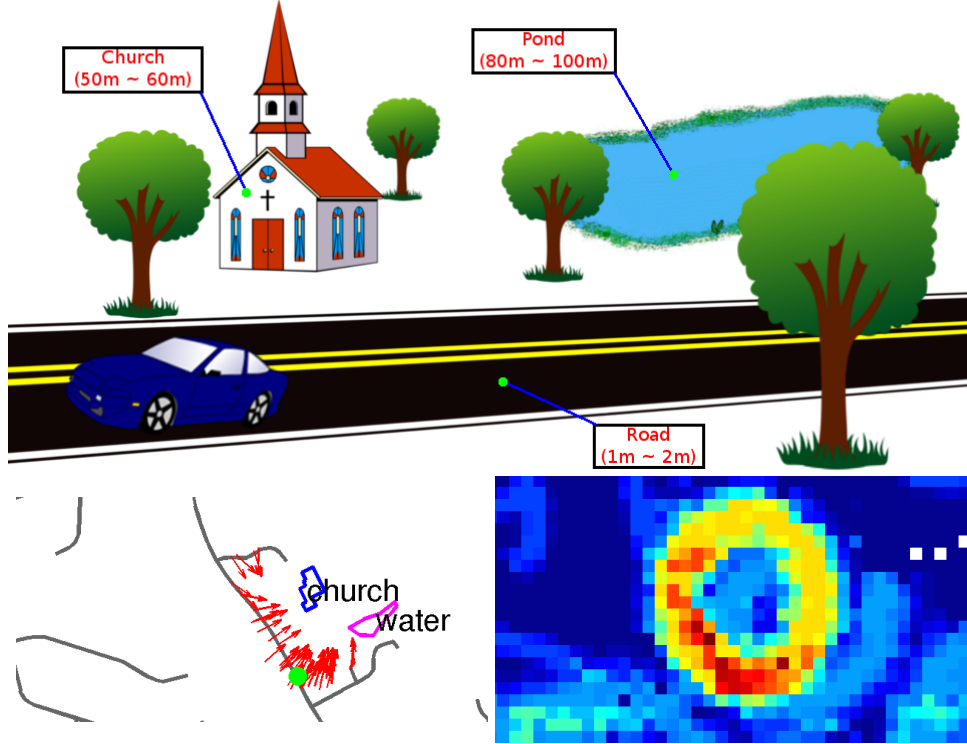 Church
(50m ~ 60m)
Pond
(80m ~ 100m)
Road
(1m ~ 2m)
church
water